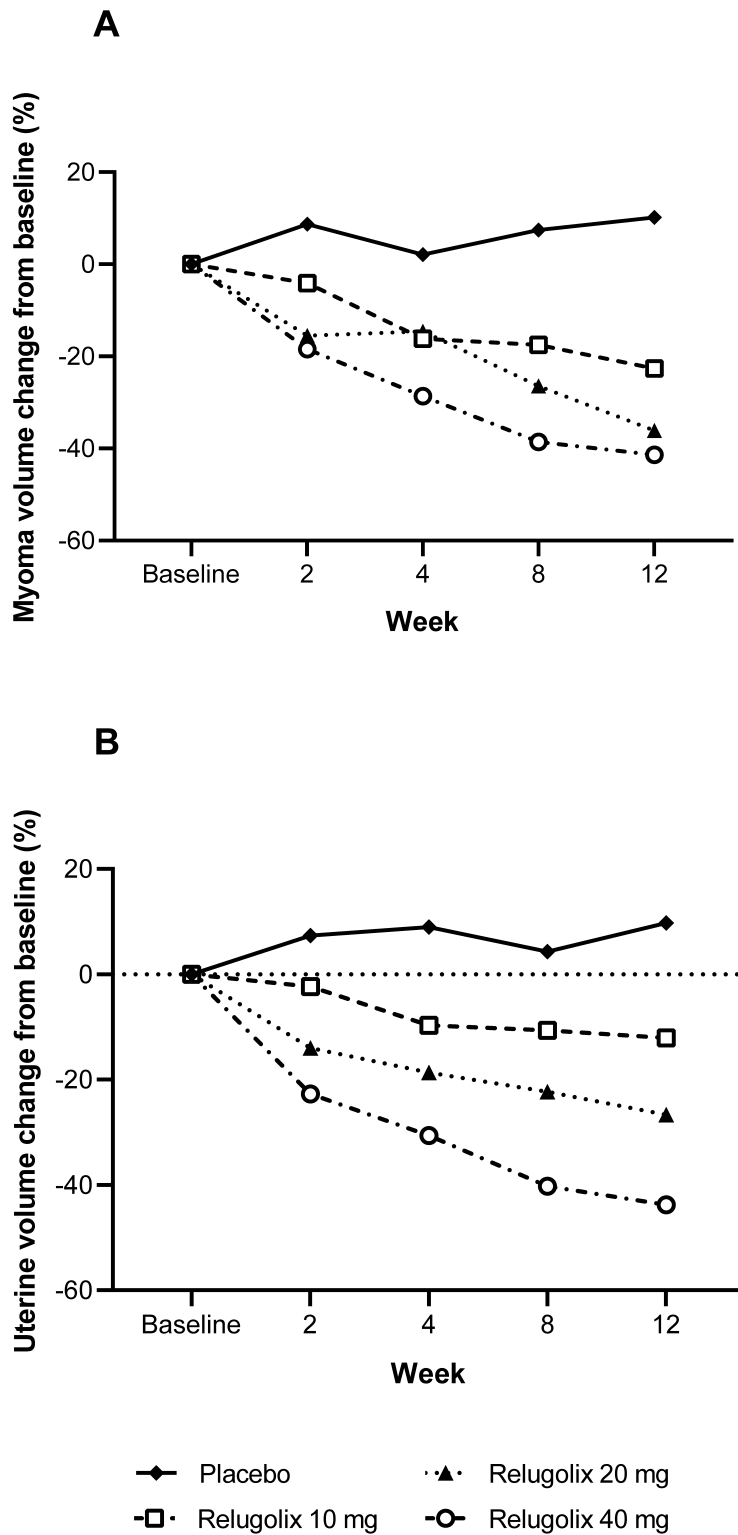 A
Myoma volume change from baseline (%)
20
0
-20
-40
-60
Baseline 2 4 8 12
Week
B
Uterine volume change from baseline (%)
20
0
-20
-40
-60
Baseline 2 4 8 12
Week
Placebo Relugolix 20 mg
Relugolix 10 mg Relugolix 40 mg